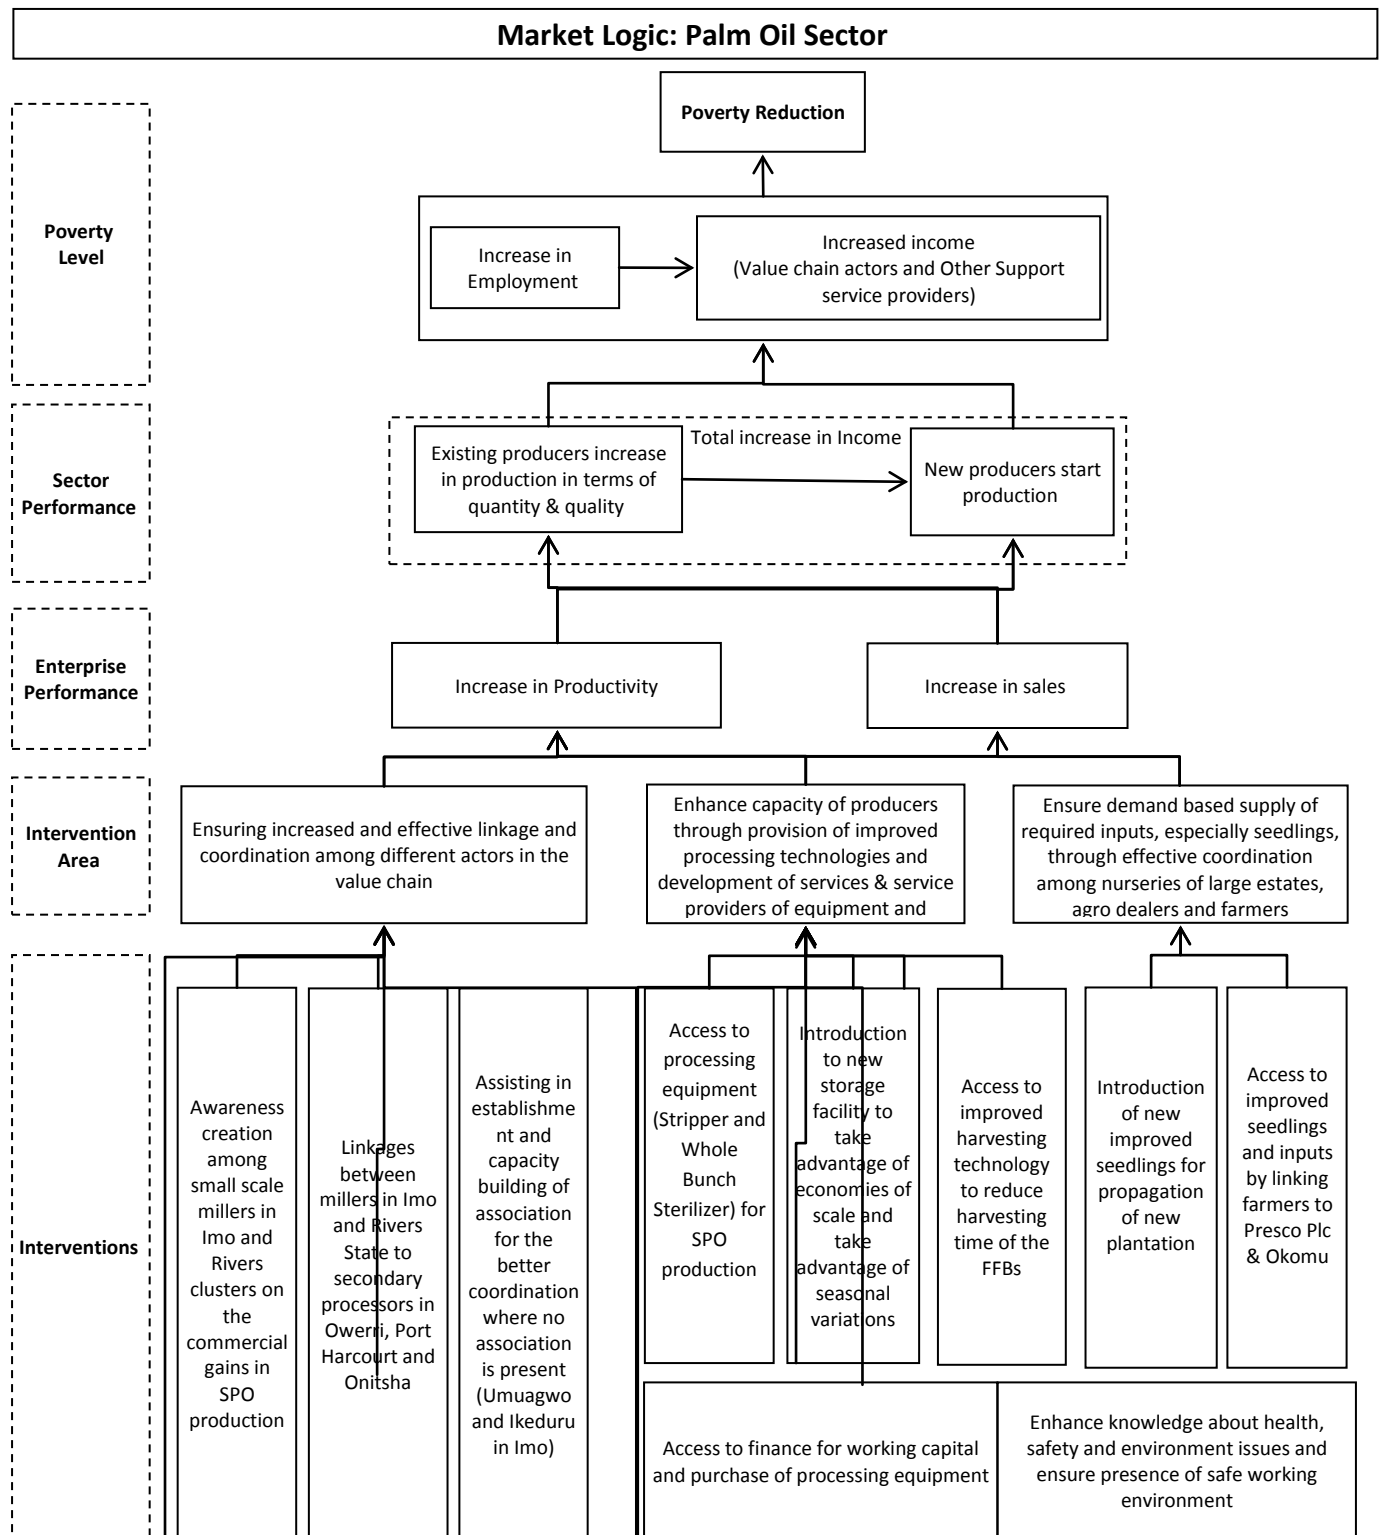 Market Logic: Palm Oil Sector
Poverty Reduction
Poverty
Level
Increase in
Employment
Increased income
(Value chain actors and Other Support
service providers)
Sector
Performance
Existing producers increase
in production in terms of
quantity & quality
Total increase in Income
New producers start
production
Enterprise
Performance
Increase in Productivity
Increase in sales
Intervention
Area
Ensuring increased and effective linkage and
coordination among different actors in the
value chain
Enhance capacity of producers
through provision of improved
processing technologies and
development of services & service
providers of equipment and
Ensure demand based supply of
required inputs, especially seedlings,
through effective coordination
among nurseries of large estates,
agro dealers and farmers
Interventions
Awareness
creation
among
small scale
millers in
Imo and
Rivers
clusters on
the
commercial
gains in
SPO
production
Linkages
between
millers in Imo
and Rivers
State to
secondary
processors in
Owerri, Port
Harcourt and
Onitsha
Assisting in
establishme
nt and
capacity
building of
association
for the
better
coordination
where no
association
is present
(Umuagwo
and Ikeduru
in Imo)
Access to
processing
equipment
(Stripper and
Whole
Bunch
Sterilizer) for
SPO
production
Introduction
to new
storage
facility to
take
advantage of
economies of
scale and
take
advantage of
seasonal
variations
Access to
improved
harvesting
technology
to reduce
harvesting
time of the
FFBs
Introduction
of new
improved
seedlings for
propagation
of new
plantation
Access to
improved
seedlings
and inputs
by linking
farmers to
Presco Plc
& Okomu
Access to finance for working capital
and purchase of processing equipment
Enhance knowledge about health,
safety and environment issues and
ensure presence of safe working
environment